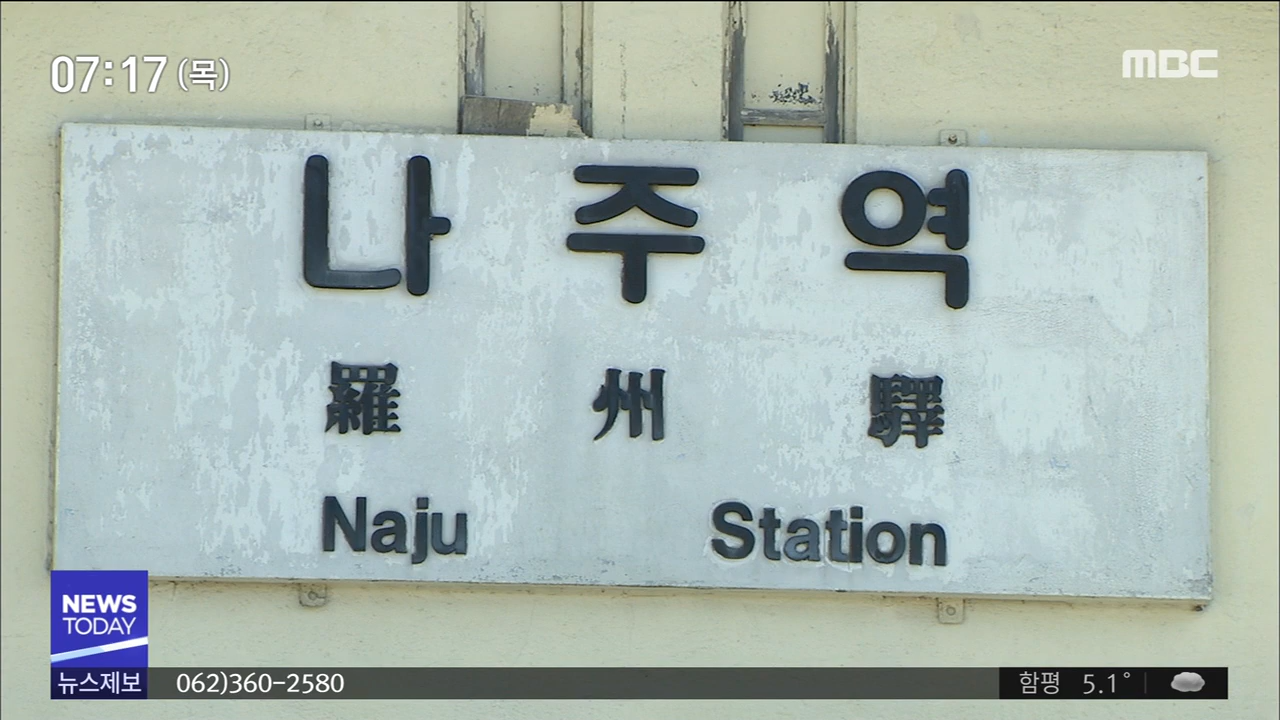 07:17 (목)
MBC
나주역
羅州驛
Naju Station
NEWS
TODAY
뉴스제보 062)360-2580
함평 5.1°